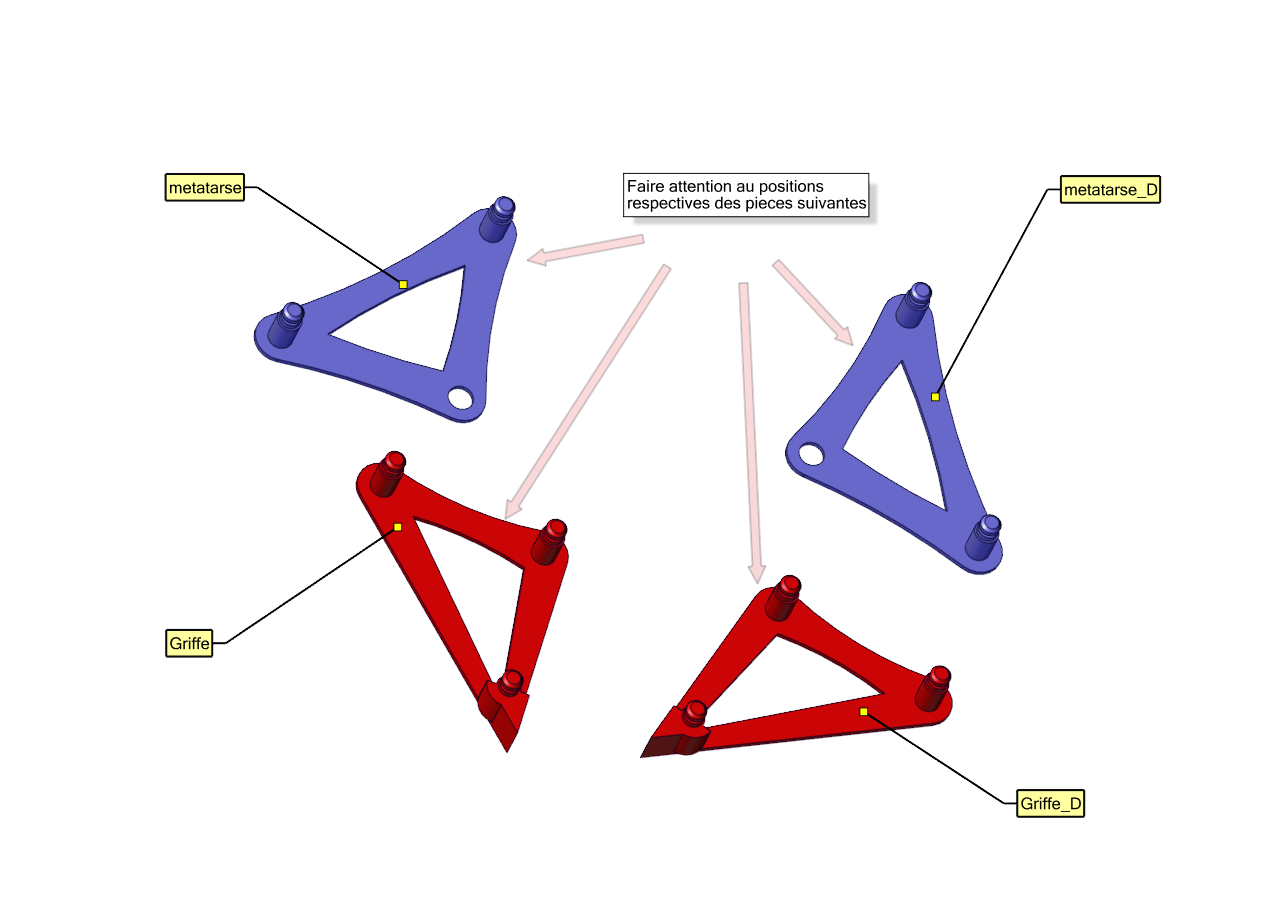 metatarse
Faire attention au positions
respectives des pieces suivantes
metatarse_D
Griffe
Griffe_D